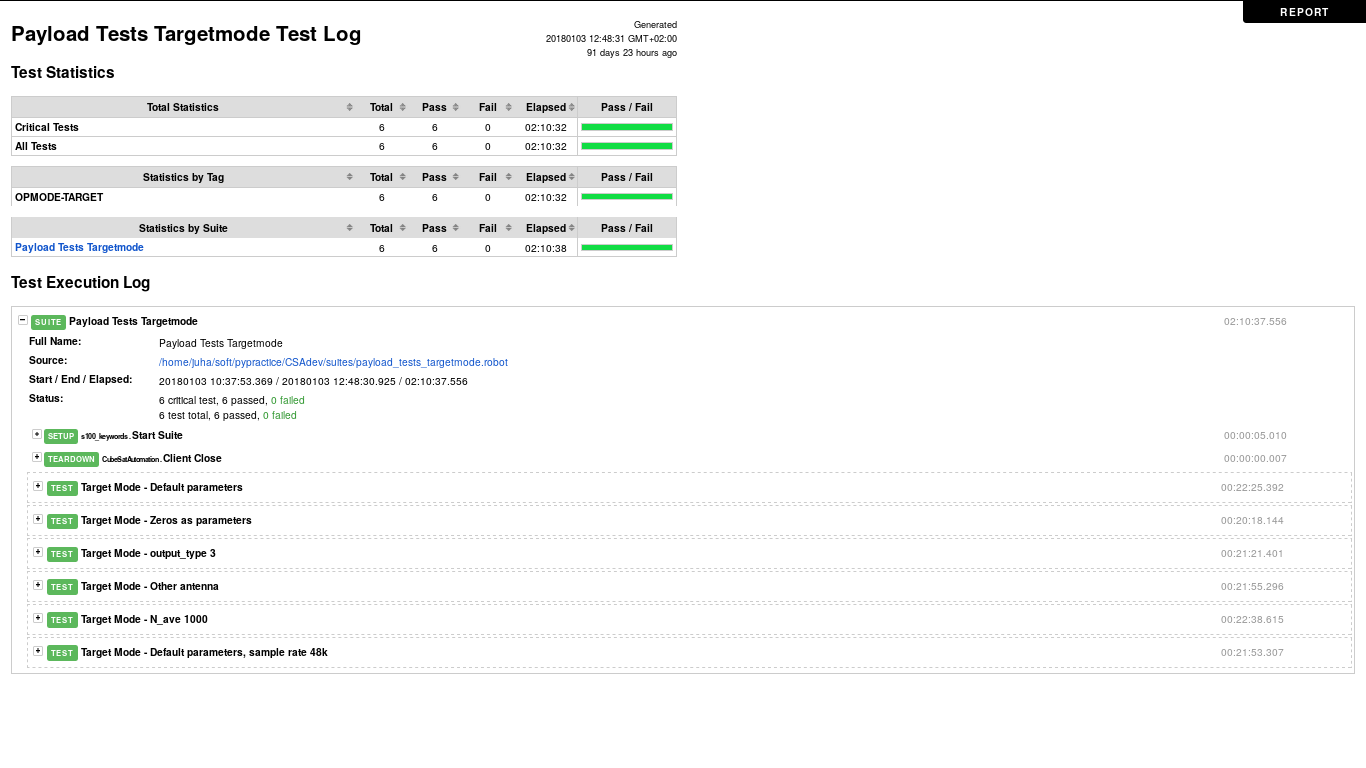 REPORT
Payload Tests Targetmode Test Log
Generated
20180103 12:48:31 GMT+02:00
91 days 23 hours ago
Test Statistics
Total Statistics Total Pass Fail Elapsed Pass / Fail
Critical Tests 6 6 0 02:10:32
All Tests 6 6 0 02:10:32
Statistics by Tag Total Pass Fail Elapsed Pass / Fail
OPMODE-TARGET 6 6 0 02:10:32
Statistics by Suite Total Pass Fail Elapsed Pass / Fail
Payload Tests Targetmode 6 6 0 02:10:38
Test Execution Log
SUITE Payload Tests Targetmode 02:10:37.556
Full Name: Payload Tests Targetmode
Source: /home/juha/soft/pypractice/CSAdev/suites/payload_tests_targetmode.robot
Start / End / Elapsed: 20180103 10:37:53.369 / 20180103 12:48:30.925 / 02:10:37.556
Status: 6 critical test, 6 passed, 0 failed
6 test total, 6 passed, 0 failed
SETUP s100_keywords.Start Suite 00:00:05.010
TEARDOWN CubeSatAutomation.Client Close 00:00:00.007
TEST Target Mode - Default parameters 00:22:25.392
TEST Target Mode - Zeros as parameters 00:20:18.144
TEST Target Mode - output_type 3 00:21:21.401
TEST Target Mode - Other antenna 00:21:55.296
TEST Target Mode - N_ave 1000 00:22:38.615
TEST Target Mode - Default parameters, sample rate 48k 00:21:53.307